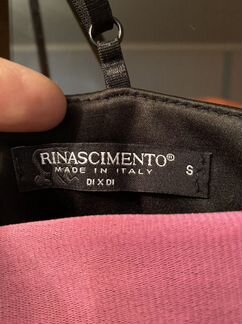 RINASCIMENTO®
MADE IN ITALY S
DI X DI